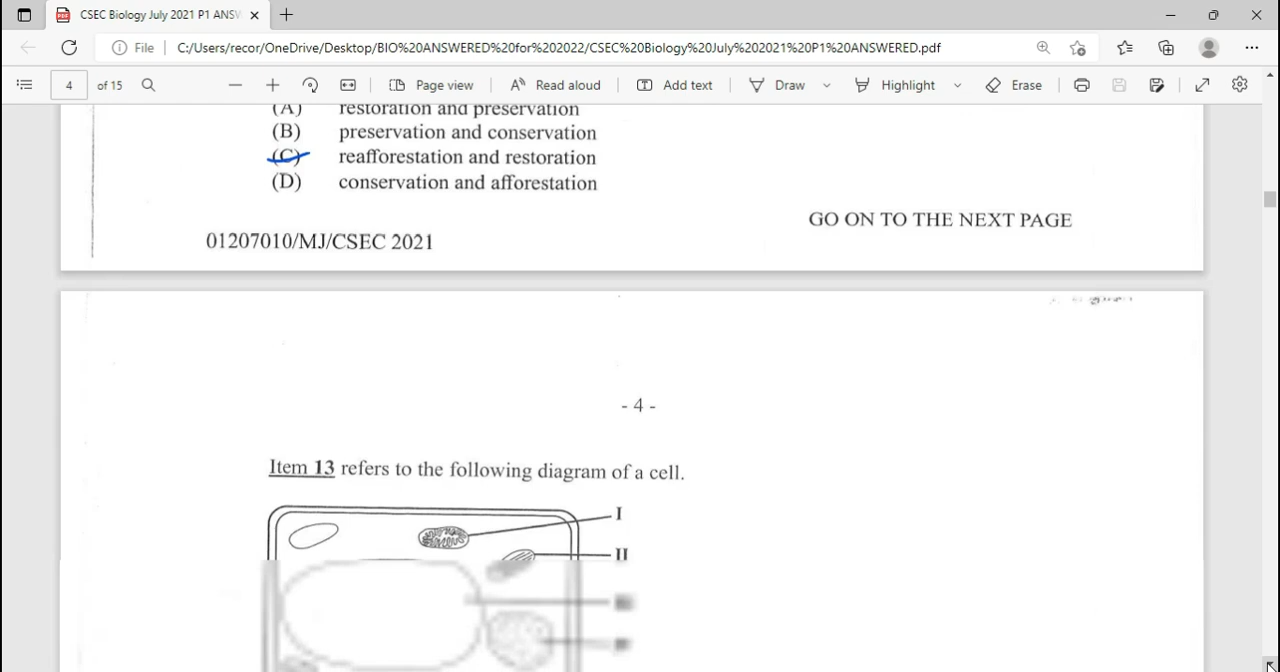 CSEC Biology July 2021 P1 ANSV
File
C:/Users/recor/OneDrive/Desktop/BIO%20ANSWERED%20for%202022/CSEC%20Biology%20July%202021%20P1%20ANSWERED.pdf
4 of 15
Page view
Read aloud
Add text
Draw
Highlight
Erase
(A) restoration and preservation
(B) preservation and conservation
(C) reafforestation and restoration
(D) conservation and afforestation
GO ON TO THE NEXT PAGE
01207010/MJ/CSEC 2021
- 4 -
Item 13 refers to the following diagram of a cell.
I
II